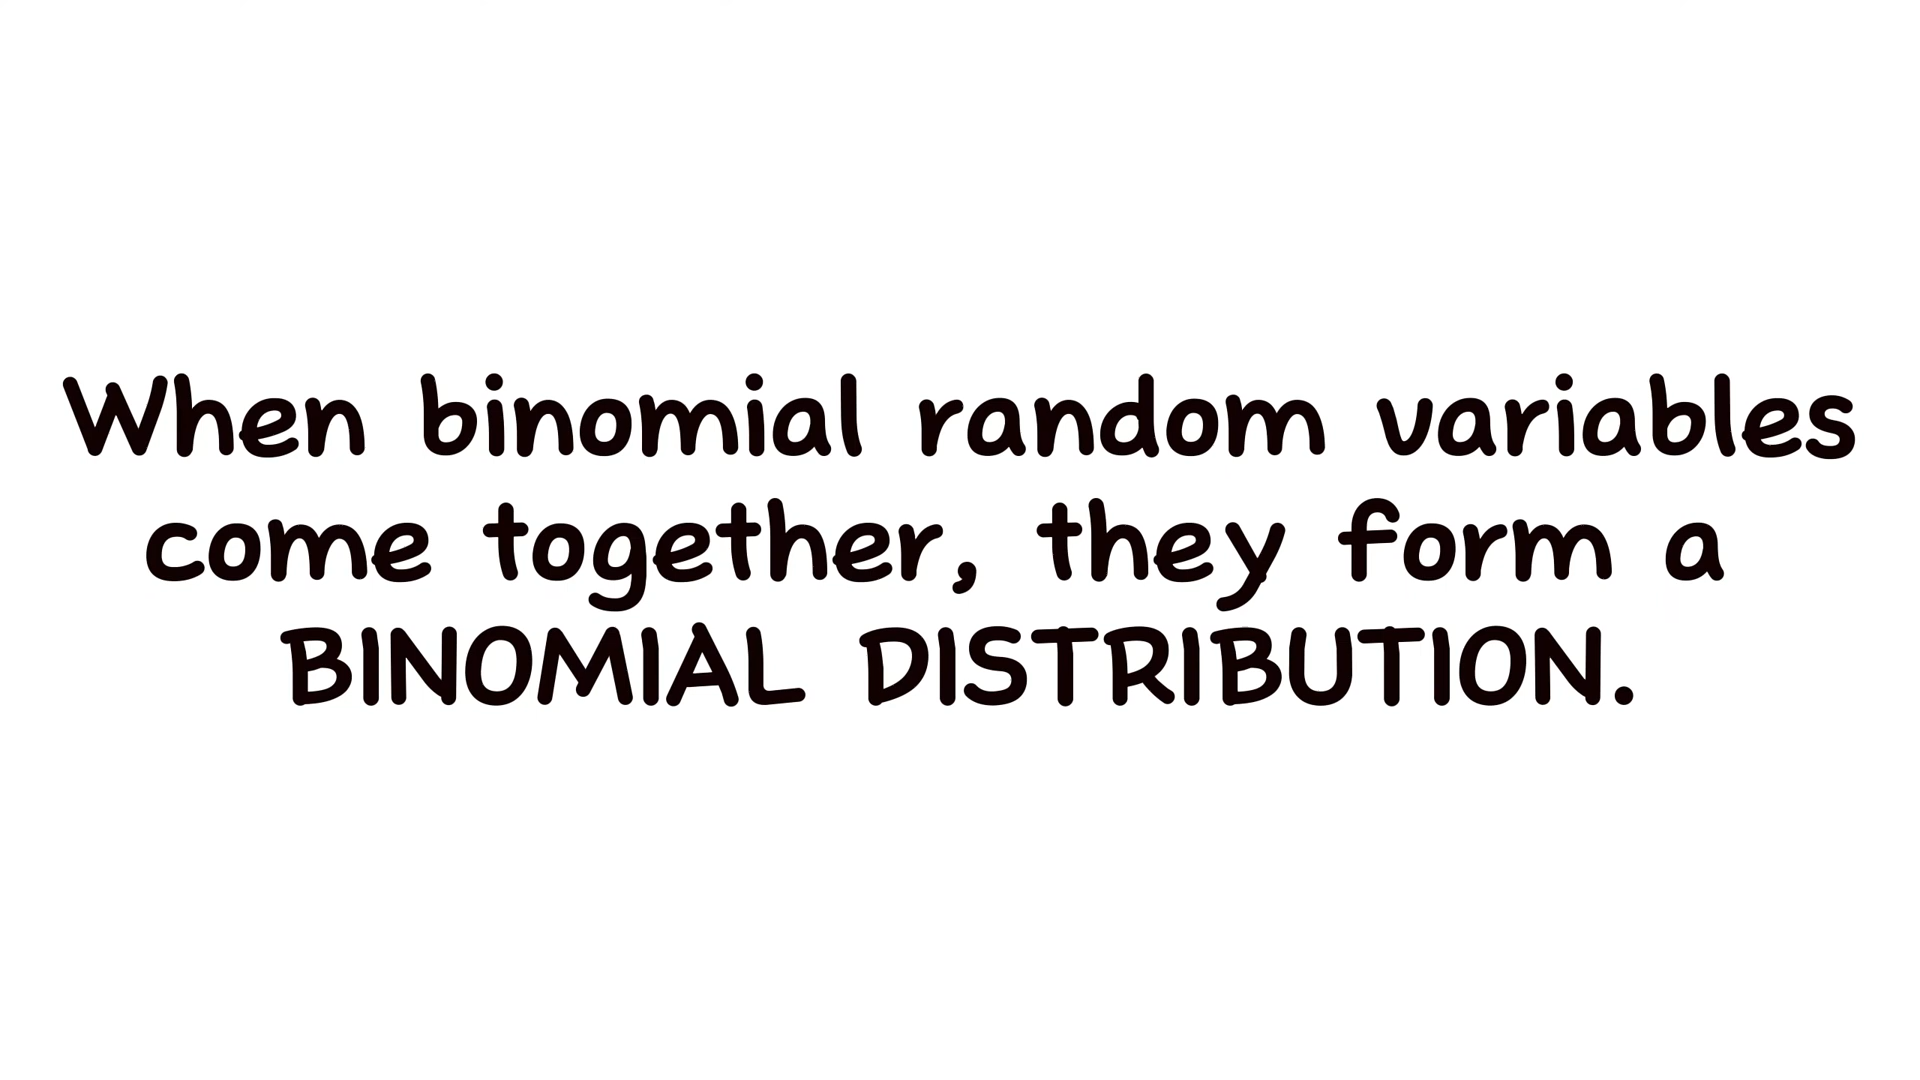 When binomial random variables
come together, they form a
BINOMIAL DISTRIBUTION.